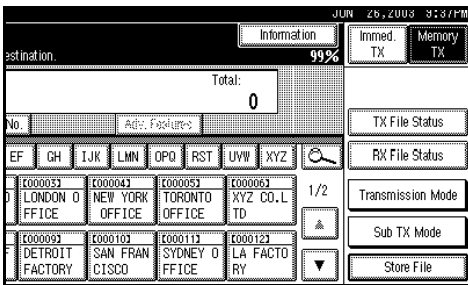 JUN 26,2003 9:37PM
Information
Immed. TX
Memory TX
estination.
99%
Total:
0
No.
Adv. Features
TX File Status
EF GH IJK LMN OPQ RST UVW XYZ
RX File Status
[00003] [00004] [00005] [00006]
LONDON O NEW YORK TORONTO XYZ CO.L
FFICE OFFICE OFFICE TD
1/2
Transmission Mode
Sub TX Mode
[00009] [00010] [00011] [00012]
F DETROIT SAN FRAN SYDNEY O LA FACTO
FACTORY CISCO FFICE RY
▼
Store File